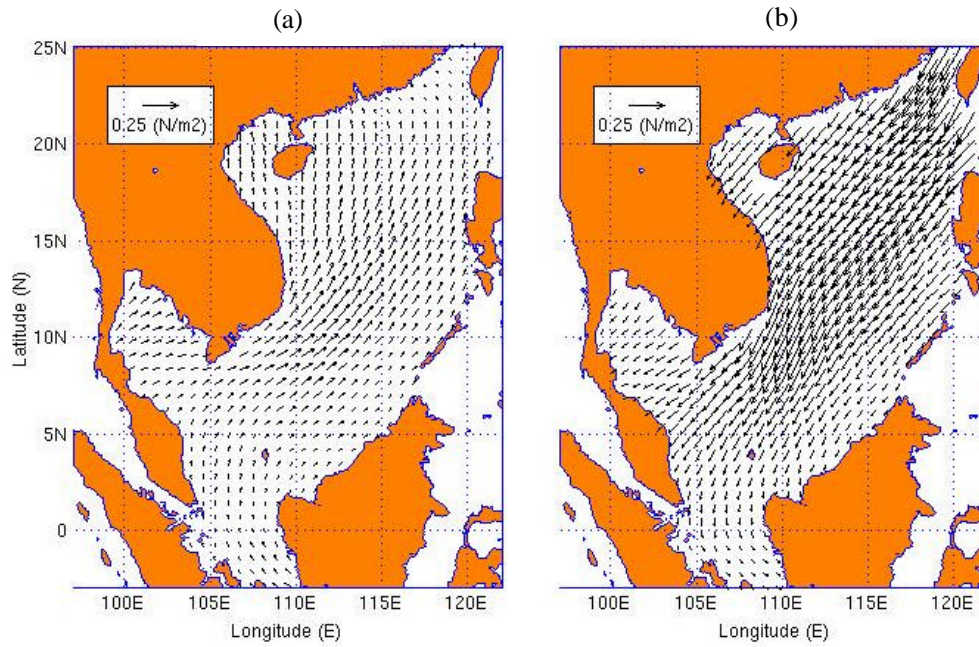 (a) (b)
25N
0.25 (N/m2) 0.25 (N/m2)
20N
15N
Latitude (N)
10N
5N
0
100E 105E 110E 115E 120E 100E 105E 110E 115E 120E
Longitude (E) Longitude (E)